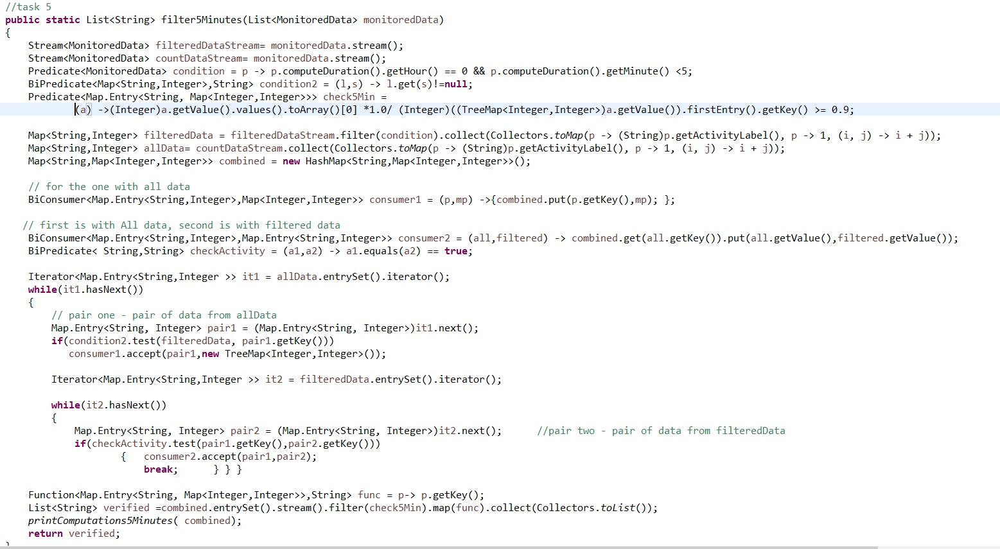 //task 5
public static List<String> filter5Minutes(List<MonitoredData> monitoredData)
{
Stream<MonitoredData> filteredDataStream= monitoredData.stream();
Stream<MonitoredData> countDataStream= monitoredData.stream();
Predicate<MonitoredData> condition = p -> p.computeDuration().getHour() == 0 && p.computeDuration().getMinute() <5;
BiPredicate<Map<String,Integer>,String> condition2 = (l,s) -> l.get(s)!=null;
Predicate<Map.Entry<String, Map<Integer,Integer>>> check5Min =
(a) ->(Integer)a.getValue().values().toArray()[0] *1.0/ (Integer)((TreeMap<Integer,Integer>)a.getValue()).firstEntry().getKey() >= 0.9;
Map<String,Integer> filteredData = filteredDataStream.filter(condition).collect(Collectors.toMap(p -> (String)p.getActivityLabel(), p -> 1, (i, j) -> i + j));
Map<String,Integer> allData= countDataStream.collect(Collectors.toMap(p -> (String)p.getActivityLabel(), p -> 1, (i, j) -> i + j));
Map<String,Map<Integer,Integer>> combined = new HashMap<String,Map<Integer,Integer>>();
// for the one with all data
BiConsumer<Map.Entry<String,Integer>,Map<Integer,Integer>> consumer1 = (p,mp) ->{combined.put(p.getKey(),mp); };
// first is with All data, second is with filtered data
BiConsumer<Map.Entry<String,Integer>,Map.Entry<String,Integer>> consumer2 = (all,filtered) -> combined.get(all.getKey()).put(all.getValue(),filtered.getValue());
BiPredicate< String,String> checkActivity = (a1,a2) -> a1.equals(a2) == true;
Iterator<Map.Entry<String,Integer >> it1 = allData.entrySet().iterator();
while(it1.hasNext())
{
// pair one - pair of data from allData
Map.Entry<String, Integer> pair1 = (Map.Entry<String, Integer>)it1.next();
if(condition2.test(filteredData, pair1.getKey()))
consumer1.accept(pair1,new TreeMap<Integer,Integer>());
Iterator<Map.Entry<String,Integer >> it2 = filteredData.entrySet().iterator();
while(it2.hasNext())
{
Map.Entry<String, Integer> pair2 = (Map.Entry<String, Integer>)it2.next(); //pair two - pair of data from filteredData
if(checkActivity.test(pair1.getKey(),pair2.getKey()))
{ consumer2.accept(pair1,pair2);
break; } } }
Function<Map.Entry<String, Map<Integer,Integer>>,String> func = p-> p.getKey();
List<String> verified =combined.entrySet().stream().filter(check5Min).map(func).collect(Collectors.toList());
printComputations5Minutes( combined);
return verified;
}